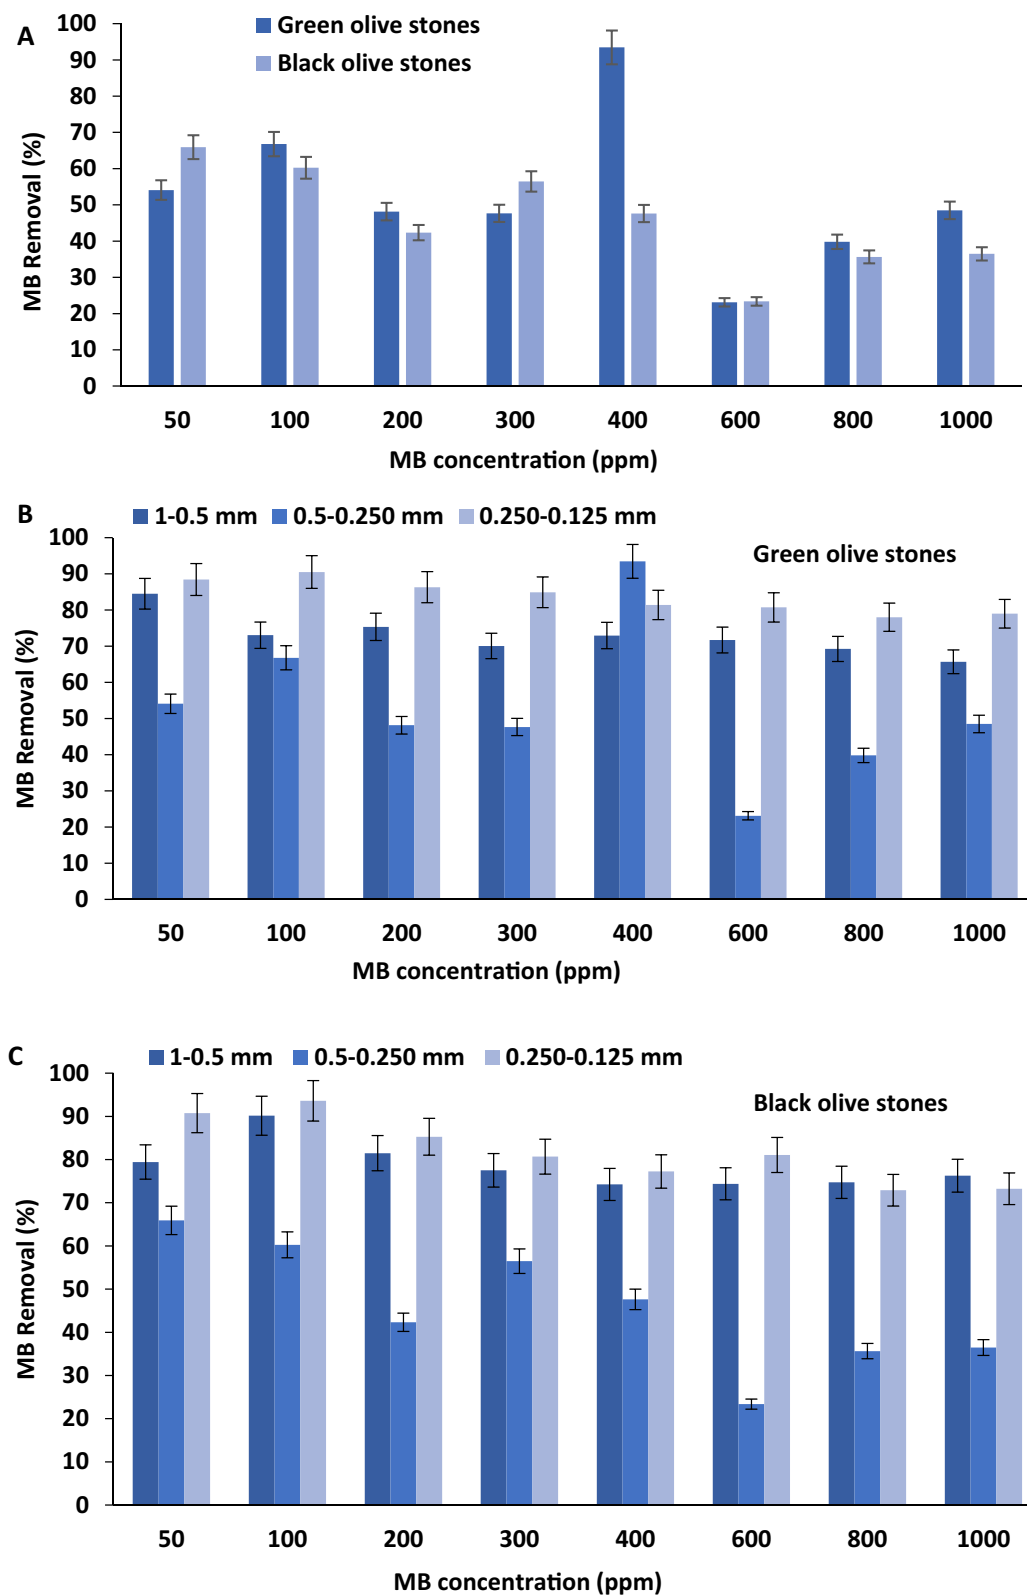 A
Green olive stones
Black olive stones
MB Removal (%)
100
90
80
70
60
50
40
30
20
10
0
50 100 200 300 400 600 800 1000
MB concentration (ppm)
B
1-0.5 mm 0.5-0.250 mm 0.250-0.125 mm
Green olive stones
MB Removal (%)
100
90
80
70
60
50
40
30
20
10
0
50 100 200 300 400 600 800 1000
MB concentration (ppm)
C
1-0.5 mm 0.5-0.250 mm 0.250-0.125 mm
Black olive stones
MB Removal (%)
100
90
80
70
60
50
40
30
20
10
0
50 100 200 300 400 600 800 1000
MB concentration (ppm)